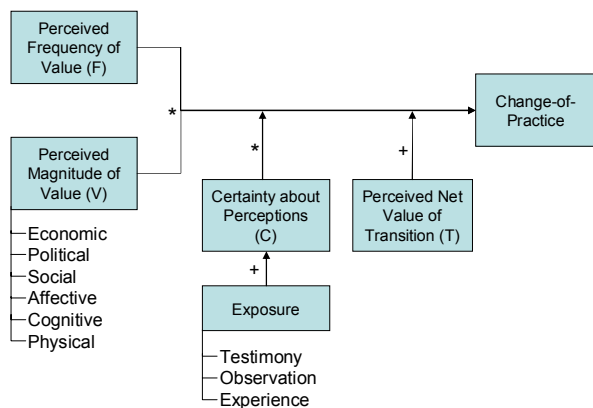 Perceived
Frequency of
Value (F)
Change-of-
Practice
*
Perceived
Magnitude of
Value (V)
*
+
Certainty about
Perceptions
(C)
Perceived Net
Value of
Transition (T)
Economic
Political
Social
Affective
Cognitive
Physical
+
Exposure
Testimony
Observation
Experience